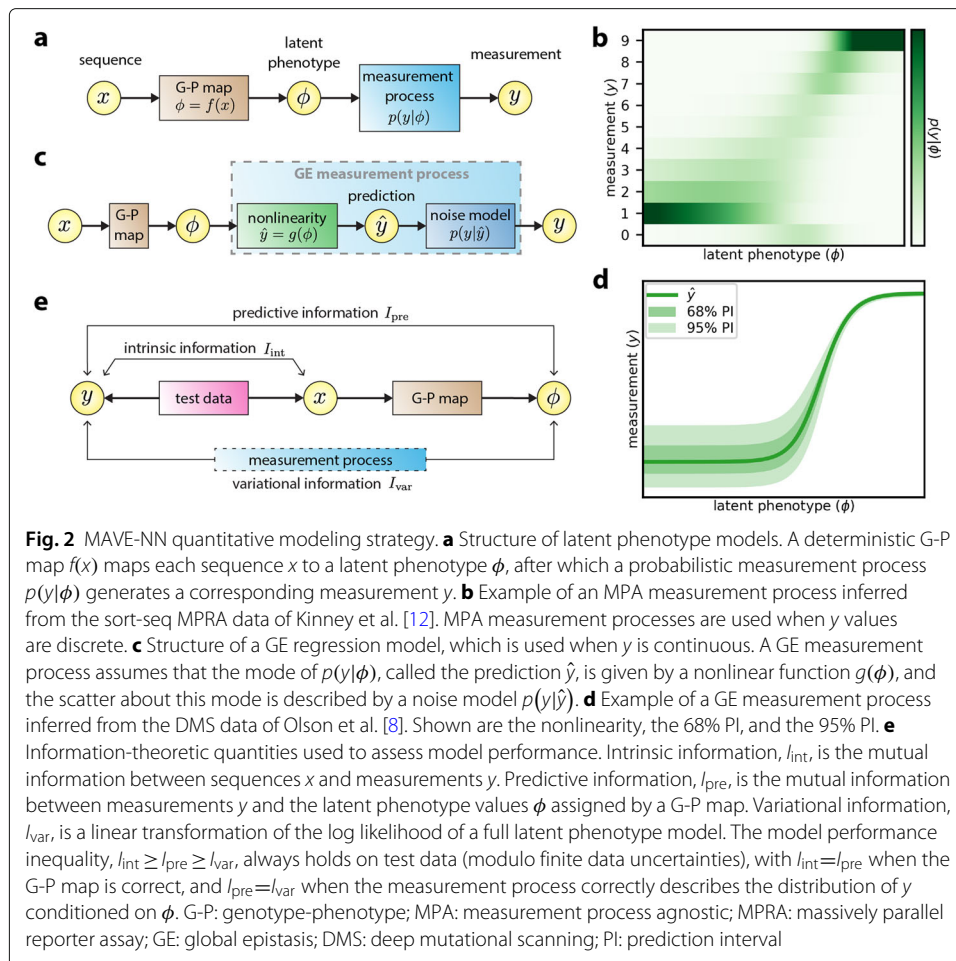 a
sequence
latent
phenotype
measurement
x
G-P map
ϕ = f(x)
ϕ
measurement
process
p(y|ϕ)
y
b
measurement (y)
9
8
7
6
5
4
3
2
1
0
latent phenotype (ϕ)
p(y|ϕ)
c
GE measurement process
prediction
x
G-P
map
ϕ
nonlinearity
ŷ = g(ϕ)
ŷ
noise model
p(y|ŷ)
y
d
ŷ
68% PI
95% PI
measurement (y)
latent phenotype (ϕ)
e
predictive information I_pre
intrinsic information I_int
y
test data
x
G-P map
ϕ
measurement process
variational information I_var
Fig. 2 MAVE-NN quantitative modeling strategy. a Structure of latent phenotype models. A deterministic G-P
map f(x) maps each sequence x to a latent phenotype ϕ, after which a probabilistic measurement process
p(y|ϕ) generates a corresponding measurement y. b Example of an MPA measurement process inferred
from the sort-seq MPRA data of Kinney et al. [12]. MPA measurement processes are used when y values
are discrete. c Structure of a GE regression model, which is used when y is continuous. A GE measurement
process assumes that the mode of p(y|ϕ), called the prediction ŷ, is given by a nonlinear function g(ϕ), and
the scatter about this mode is described by a noise model p(y|ŷ). d Example of a GE measurement process
inferred from the DMS data of Olson et al. [8]. Shown are the nonlinearity, the 68% PI, and the 95% PI. e
Information-theoretic quantities used to assess model performance. Intrinsic information, I_int, is the mutual
information between sequences x and measurements y. Predictive information, I_pre, is the mutual information
between measurements y and the latent phenotype values ϕ assigned by a G-P map. Variational information,
I_var, is a linear transformation of the log likelihood of a full latent phenotype model. The model performance
inequality, I_int ≥ I_pre ≥ I_var, always holds on test data (modulo finite data uncertainties), with I_int=I_pre when the
G-P map is correct, and I_pre=I_var when the measurement process correctly describes the distribution of y
conditioned on ϕ. G-P: genotype-phenotype; MPA: measurement process agnostic; MPRA: massively parallel
reporter assay; GE: global epistasis; DMS: deep mutational scanning; PI: prediction interval